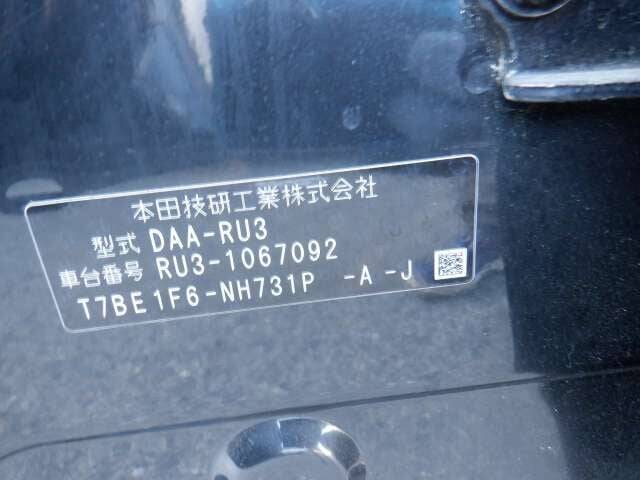 本田技研工業株式会社
型式 DAA-RU3
車台番号 RU3-1067092
T7BE1F6-NH731P -A -J